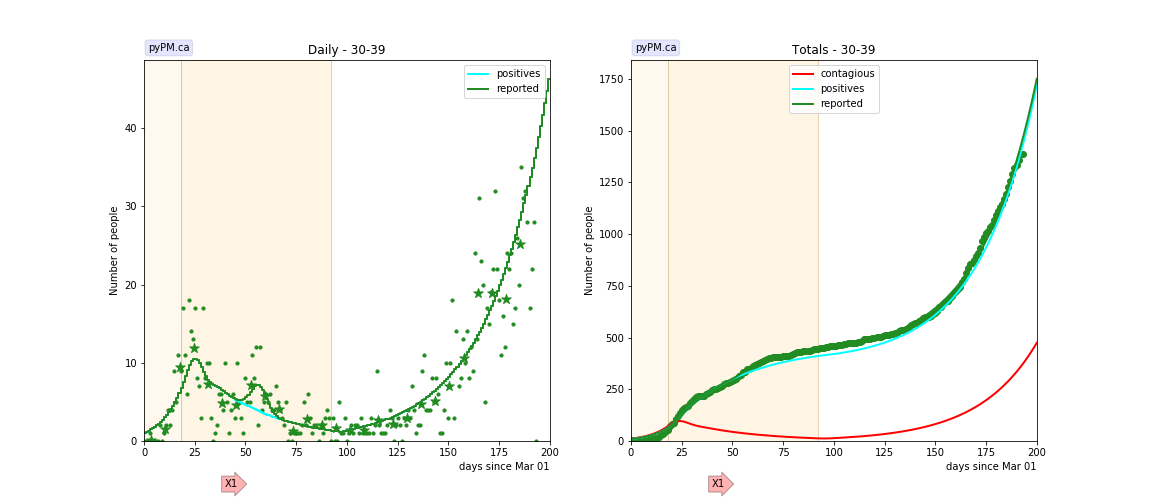 pyPM.ca
Daily - 30-39
positives
reported
Number of people
0
10
20
30
40
0
25
50
75
100
125
150
175
200
days since Mar 01
X1
pyPM.ca
Totals - 30-39
contagious
positives
reported
Number of people
0
250
500
750
1000
1250
1500
1750
0
25
50
75
100
125
150
175
200
days since Mar 01
X1